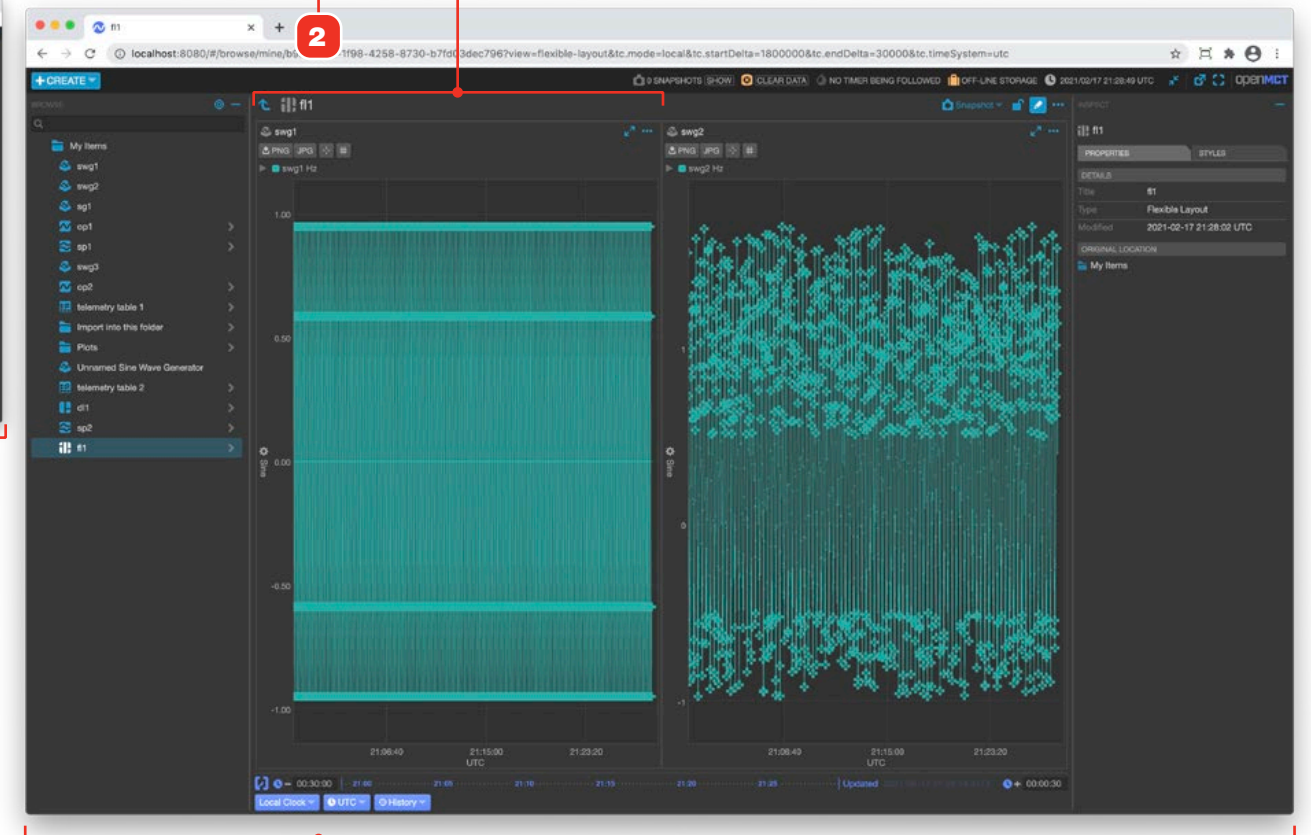 fl1
2
localhost:8080/#/browse/mine/b9
1f98-4258-8730-b7fd03dec796?view=flexible-layout&tc.mode=local&tc.startDelta=1800000&tc.endDelta=30000&tc.timeSystem=utc
+ CREATE
0 SNAPSHOTS SHOW CLEAR DATA NO TIMER BEING FOLLOWED OFF-LINE STORAGE 2021/02/17 21:28:49 UTC openMCT
BROWSE
fl1
Snapshot
INSPECT
My Items
swg1
swg2
sg1
op1
sp1
swg3
op2
telemetry table 1
Import into this folder
Plots
Unnamed Sine Wave Generator
telemetry table 2
dl1
sp2
fl1
swg1
PNG JPG
swg1 Hz
1.00
0.50
0.00
-0.50
-1.00
Sine
21:06:40 21:15:00 21:23:20
UTC
swg2
PNG JPG
swg2 Hz
1
0
-1
Sine
21:06:40 21:15:00 21:23:20
UTC
fl1
PROPERTIES STYLES
DETAILS
Title fl1
Type Flexible Layout
Modified 2021-02-17 21:28:02 UTC
ORIGINAL LOCATION
My Items
- 00:30:00 21:00 21:05 21:10 21:15 21:20 21:25 Updated + 00:00:30
Local Clock UTC History